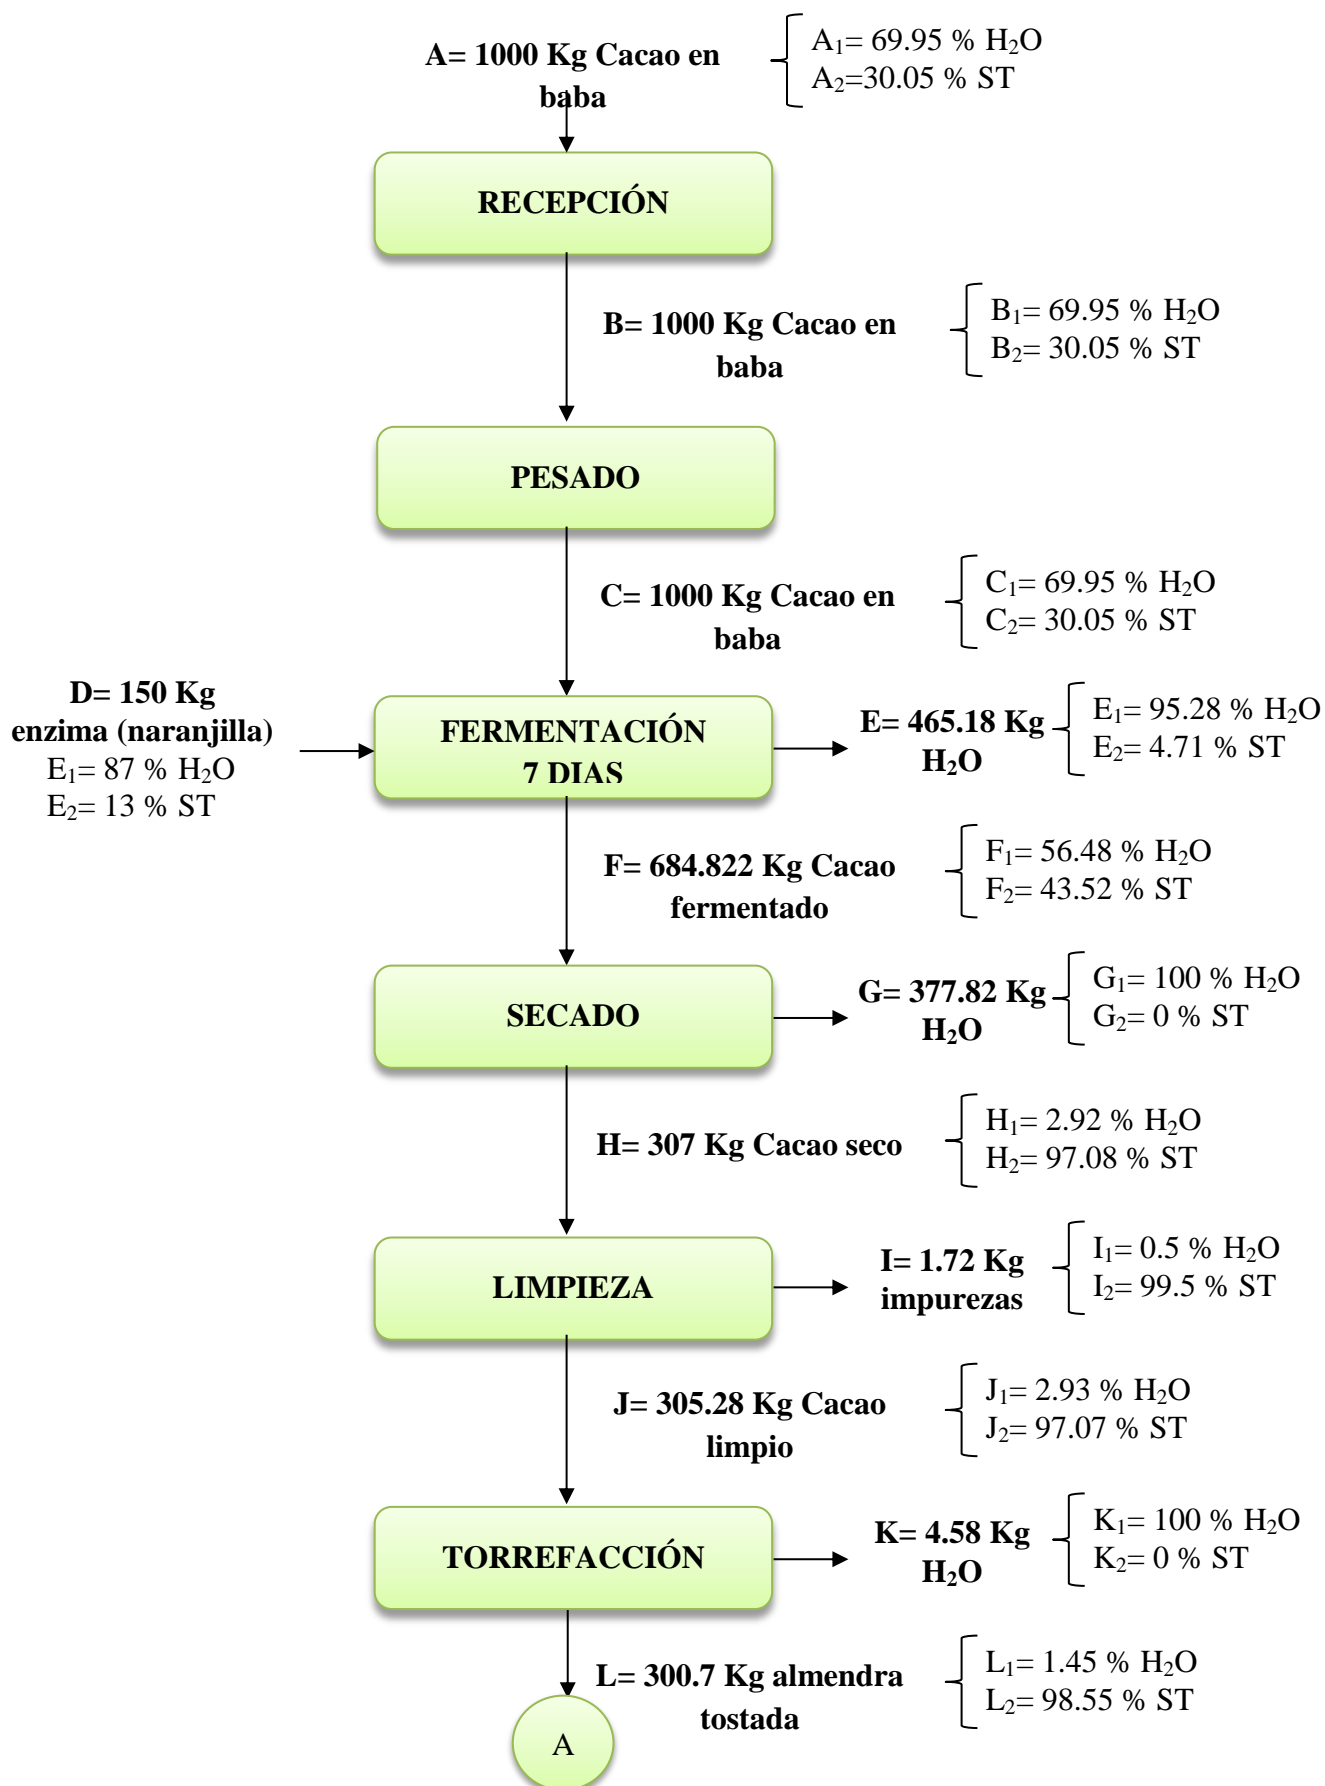 A= 1000 Kg Cacao en
baba
A₁= 69.95 % H₂O
A₂=30.05 % ST
RECEPCIÓN
B= 1000 Kg Cacao en
baba
B₁= 69.95 % H₂O
B₂= 30.05 % ST
PESADO
C= 1000 Kg Cacao en
baba
C₁= 69.95 % H₂O
C₂= 30.05 % ST
D= 150 Kg
enzima (naranjilla)
E₁= 87 % H₂O
E₂= 13 % ST
FERMENTACIÓN
7 DIAS
E= 465.18 Kg
H₂O
E₁= 95.28 % H₂O
E₂= 4.71 % ST
F= 684.822 Kg Cacao
fermentado
F₁= 56.48 % H₂O
F₂= 43.52 % ST
SECADO
G= 377.82 Kg
H₂O
G₁= 100 % H₂O
G₂= 0 % ST
H= 307 Kg Cacao seco
H₁= 2.92 % H₂O
H₂= 97.08 % ST
LIMPIEZA
I= 1.72 Kg
impurezas
I₁= 0.5 % H₂O
I₂= 99.5 % ST
J= 305.28 Kg Cacao
limpio
J₁= 2.93 % H₂O
J₂= 97.07 % ST
TORREFACCIÓN
K= 4.58 Kg
H₂O
K₁= 100 % H₂O
K₂= 0 % ST
L= 300.7 Kg almendra
tostada
L₁= 1.45 % H₂O
L₂= 98.55 % ST
A